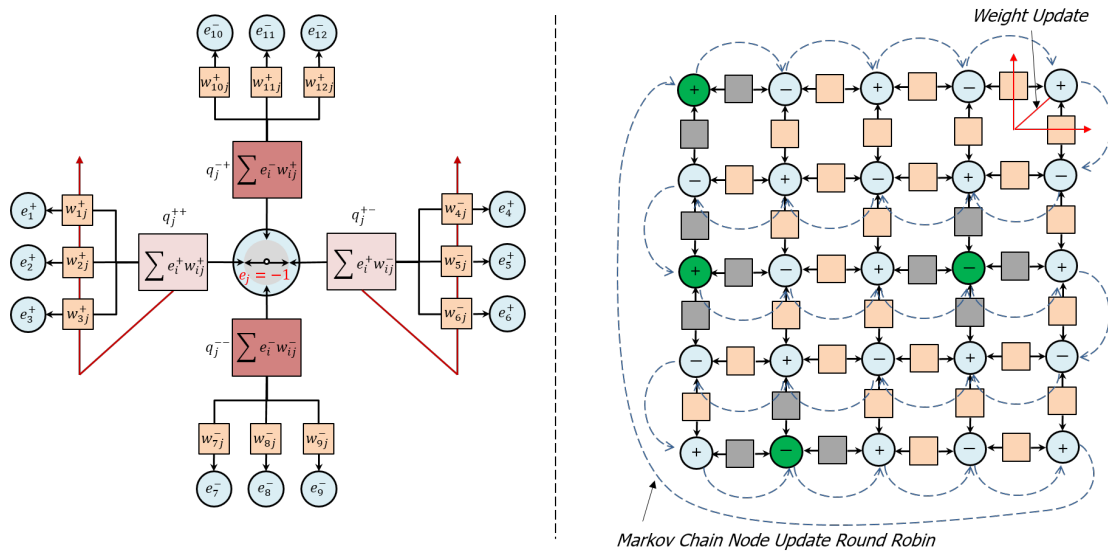 e₁₀⁻ e₁₁⁻ e₁₂⁻
w₁₀ⱼ⁺ w₁₁ⱼ⁺ w₁₂ⱼ⁺
qⱼ⁻⁺
∑ eᵢ⁻wᵢⱼ⁺
e₁⁺ w₁ⱼ⁺
e₂⁺ w₂ⱼ⁺
e₃⁺ w₃ⱼ⁺
qⱼ⁺⁺
∑ eᵢ⁺wᵢⱼ⁺
eⱼ = −1
qⱼ⁺⁻
∑ eᵢ⁺wᵢⱼ⁻
w₄ⱼ⁻ e₄⁺
w₅ⱼ⁻ e₅⁺
w₆ⱼ⁻ e₆⁺
qⱼ⁻⁻
∑ eᵢ⁻wᵢⱼ⁻
w₇ⱼ⁻ w₈ⱼ⁻ w₉ⱼ⁻
e₇⁻ e₈⁻ e₉⁻
Weight Update
+ − + − +
− + − + −
+ − + − +
− + − + −
+ − + − +
Markov Chain Node Update Round Robin